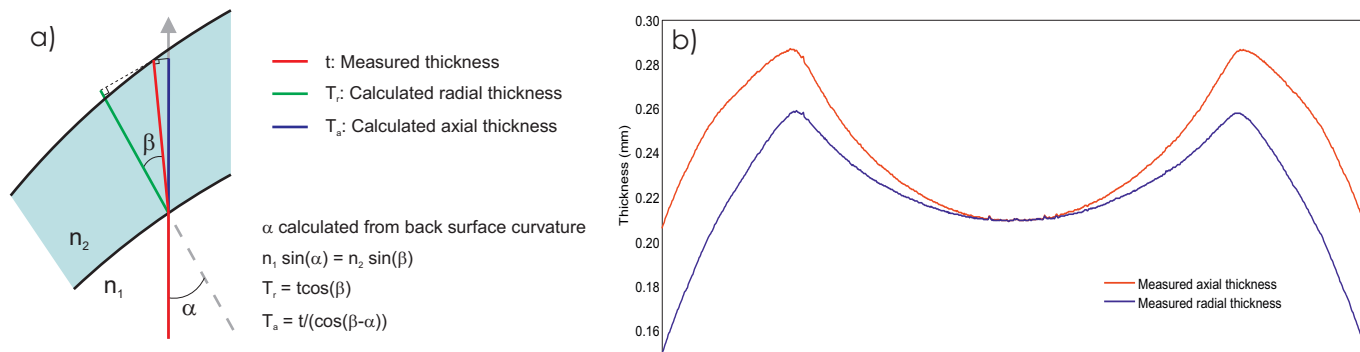 a)
t: Measured thickness
Tᵣ: Calculated radial thickness
Tₐ: Calculated axial thickness
β
n₂
n₁
α
α calculated from back surface curvature
n₁ sin(α) = n₂ sin(β)
Tᵣ = tcos(β)
Tₐ = t/(cos(β-α))
b)
Thickness (mm)
0.30
0.28
0.26
0.24
0.22
0.20
0.18
0.16
Measured axial thickness
Measured radial thickness